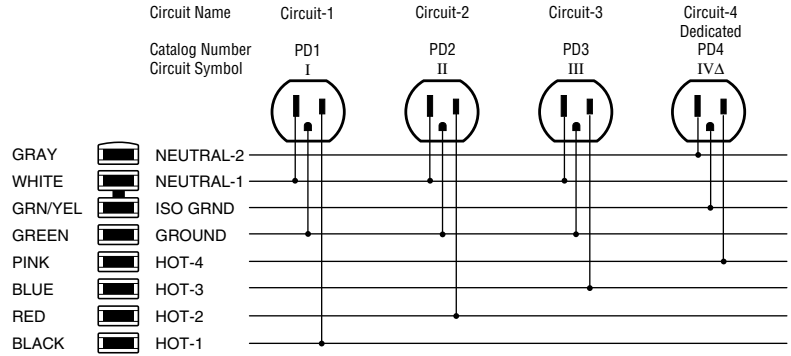 Circuit Name Circuit-1 Circuit-2 Circuit-3 Circuit-4
Dedicated
Catalog Number PD1 PD2 PD3 PD4
Circuit Symbol I II III IVΔ
GRAY NEUTRAL-2
WHITE NEUTRAL-1
GRN/YEL ISO GRND
GREEN GROUND
PINK HOT-4
BLUE HOT-3
RED HOT-2
BLACK HOT-1